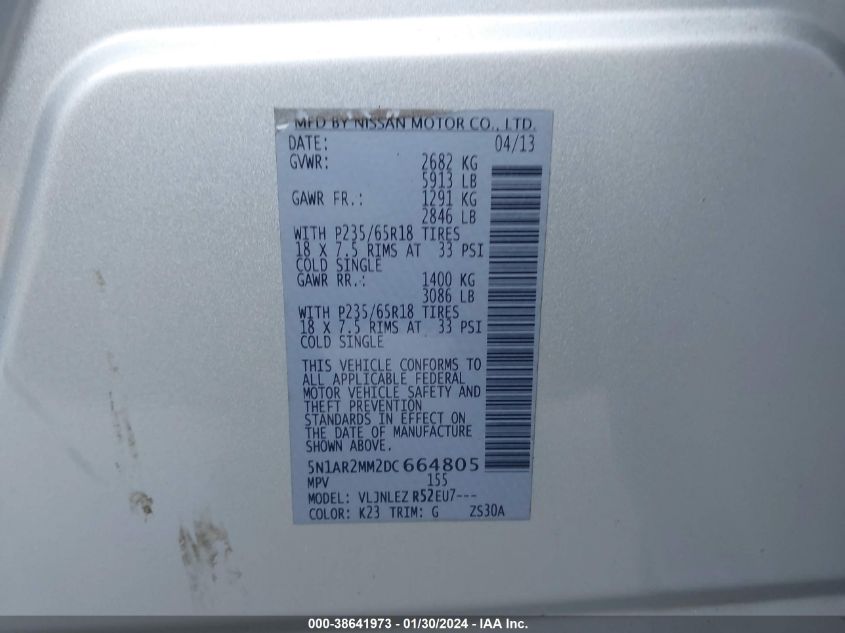 MFD BY NISSAN MOTOR CO., LTD.
DATE: 04/13
GVWR: 2682 KG
5913 LB
GAWR FR.: 1291 KG
2846 LB
WITH P235/65R18 TIRES
18 X 7.5 RIMS AT 33 PSI
COLD SINGLE
GAWR RR.: 1400 KG
3086 LB
WITH P235/65R18 TIRES
18 X 7.5 RIMS AT 33 PSI
COLD SINGLE
THIS VEHICLE CONFORMS TO
ALL APPLICABLE FEDERAL
MOTOR VEHICLE SAFETY AND
THEFT PREVENTION
STANDARDS IN EFFECT ON
THE DATE OF MANUFACTURE
SHOWN ABOVE.
5N1AR2MM2DC664805
MPV 155
MODEL: VLJNLEZ R52EU7---
COLOR: K23 TRIM: G ZS30A
000-38641973 - 01/30/2024 - IAA Inc.